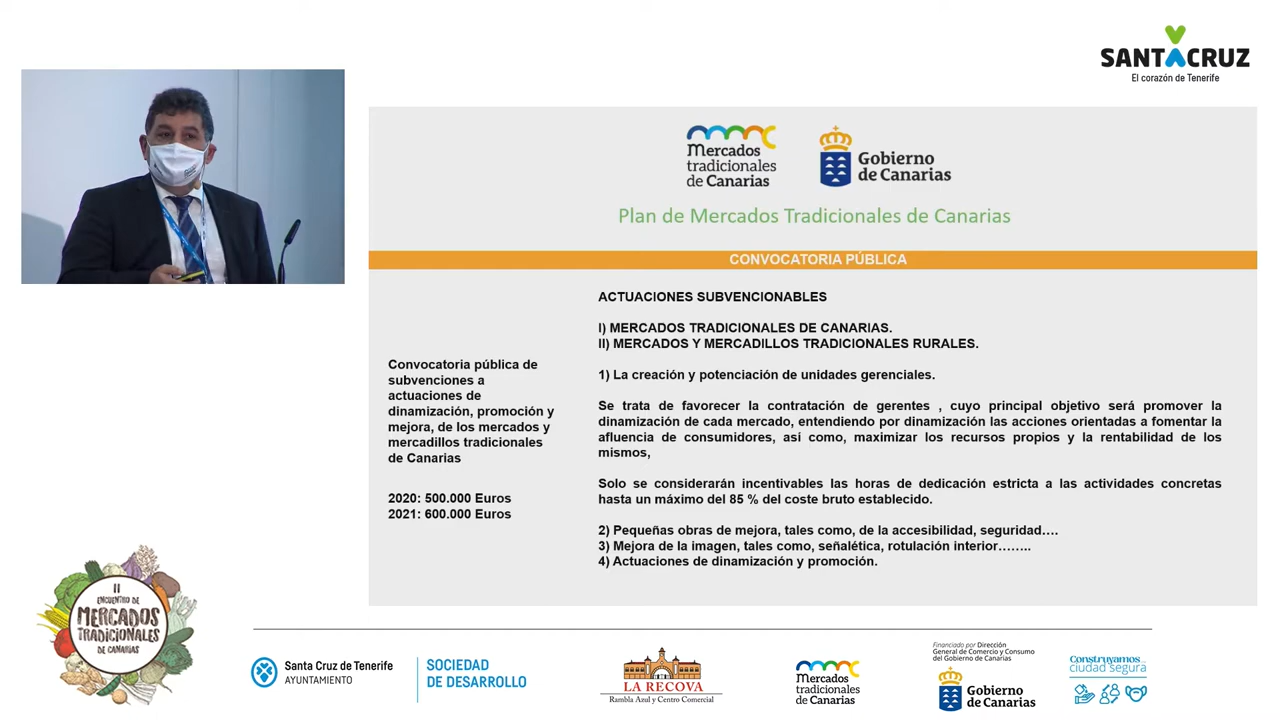 SANTACRUZ
El corazón de Tenerife
Mercados
tradicionales
de Canarias
Gobierno
de Canarias
Plan de Mercados Tradicionales de Canarias
CONVOCATORIA PÚBLICA
Convocatoria pública de
subvenciones a
actuaciones de
dinamización, promoción y
mejora, de los mercados y
mercadillos tradicionales
de Canarias
2020: 500.000 Euros
2021: 600.000 Euros
ACTUACIONES SUBVENCIONABLES
I) MERCADOS TRADICIONALES DE CANARIAS.
II) MERCADOS Y MERCADILLOS TRADICIONALES RURALES.
1) La creación y potenciación de unidades gerenciales.
Se trata de favorecer la contratación de gerentes , cuyo principal objetivo será promover la
dinamización de cada mercado, entendiendo por dinamización las acciones orientadas a fomentar la
afluencia de consumidores, así como, maximizar los recursos propios y la rentabilidad de los
mismos,
Solo se considerarán incentivables las horas de dedicación estricta a las actividades concretas
hasta un máximo del 85 % del coste bruto establecido.
2) Pequeñas obras de mejora, tales como, de la accesibilidad, seguridad….
3) Mejora de la imagen, tales como, señalética, rotulación interior……..
4) Actuaciones de dinamización y promoción.
II
ENCUENTRO DE
MERCADOS
TRADICIONALES
DE CANARIAS
Santa Cruz de Tenerife
AYUNTAMIENTO
SOCIEDAD
DE DESARROLLO
LA RECOVA
Rambla Azul y Centro Comercial
Mercados
tradicionales
de Canarias
Financiado por Dirección
General de Comercio y Consumo
del Gobierno de Canarias
Gobierno
de Canarias
Construyamos
ciudad segura